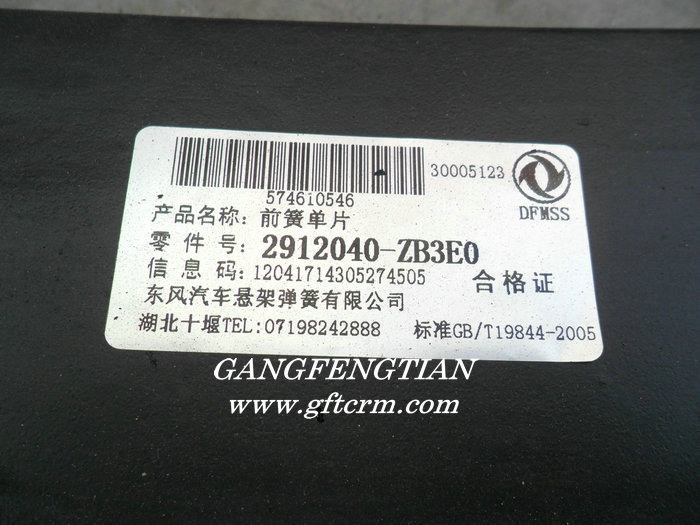 30005123
574610546
DFMSS
产品名称：前簧单片
零件号：2912040-ZB3E0
信息码：12041714305274505
合格证
东风汽车悬架弹簧有限公司
湖北十堰TEL:07198242888 标准GB/T19844-2005
GANGFENGTIAN
www.gftcrm.com